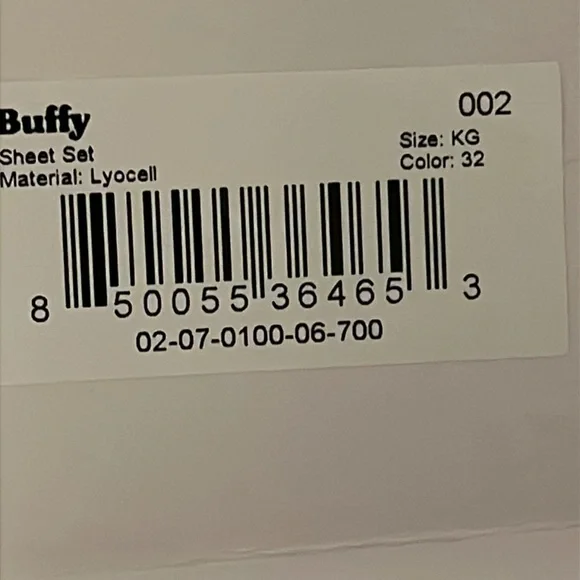 Buffy
002
Sheet Set
Size: KG
Material: Lyocell
Color: 32
8 50055 36465 3
02-07-0100-06-700